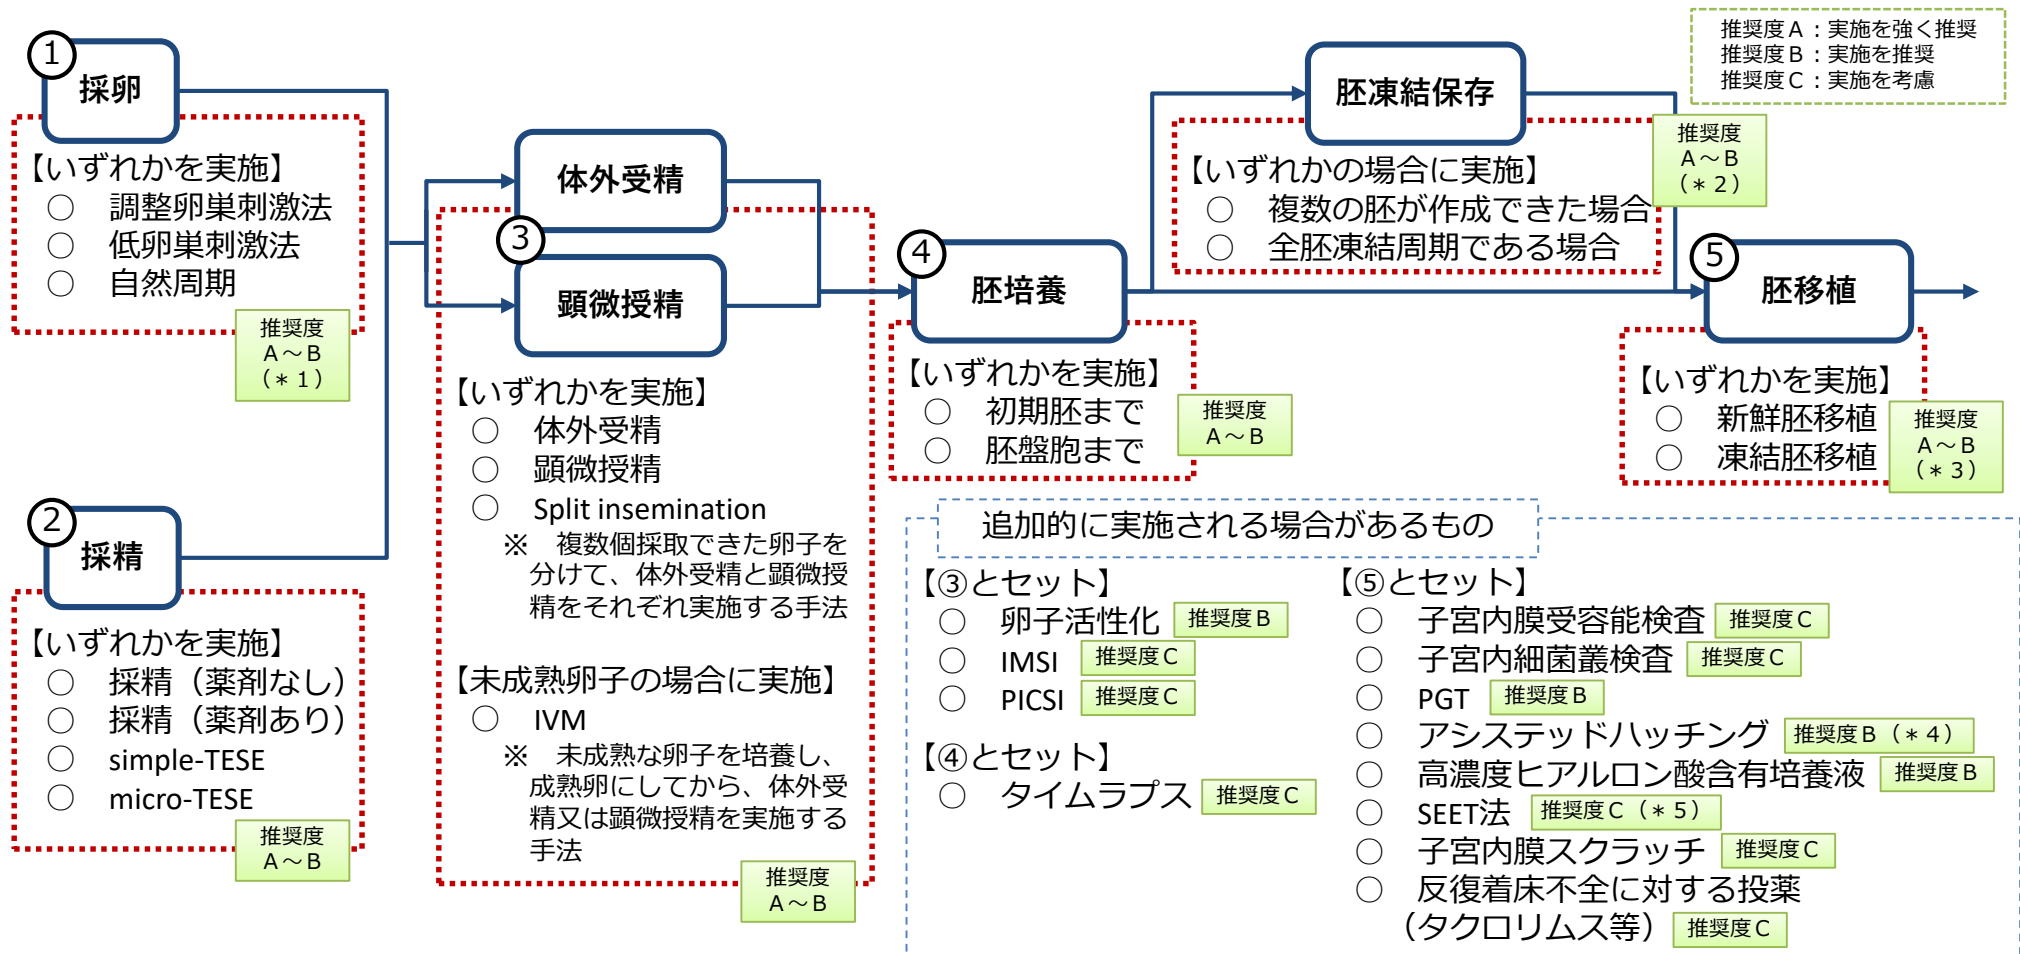 推奨度A：実施を強く推奨
推奨度B：実施を推奨
推奨度C：実施を考慮
①
採卵
【いずれかを実施】
○　調整卵巣刺激法
○　低卵巣刺激法
○　自然周期
推奨度
A～B
（＊1）
②
採精
【いずれかを実施】
○　採精（薬剤なし）
○　採精（薬剤あり）
○　simple-TESE
○　micro-TESE
推奨度
A～B
体外受精
③
顕微授精
【いずれかを実施】
○　体外受精
○　顕微授精
○　Split insemination
※　複数個採取できた卵子を
分けて、体外受精と顕微授
精をそれぞれ実施する手法
【未成熟卵子の場合に実施】
○　IVM
※　未成熟な卵子を培養し、
成熟卵にしてから、体外受
精又は顕微授精を実施する
手法
推奨度
A～B
④
胚培養
【いずれかを実施】
○　初期胚まで
○　胚盤胞まで
推奨度
A～B
胚凍結保存
【いずれかの場合に実施】
○　複数の胚が作成できた場合
○　全胚凍結周期である場合
推奨度
A～B
（＊2）
⑤
胚移植
【いずれかを実施】
○　新鮮胚移植
○　凍結胚移植
推奨度
A～B
（＊3）
追加的に実施される場合があるもの
【③とセット】
○　卵子活性化 推奨度B
○　IMSI 推奨度C
○　PICSI 推奨度C
【④とセット】
○　タイムラプス 推奨度C
【⑤とセット】
○　子宮内膜受容能検査 推奨度C
○　子宮内細菌叢検査 推奨度C
○　PGT 推奨度B
○　アシステッドハッチング 推奨度B（＊4）
○　高濃度ヒアルロン酸含有培養液 推奨度B
○　SEET法 推奨度C（＊5）
○　子宮内膜スクラッチ 推奨度C
○　反復着床不全に対する投薬
（タクロリムス等） 推奨度C